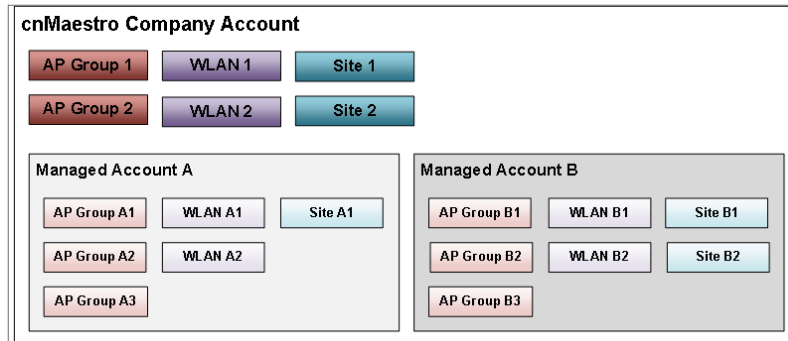 cnMaestro Company Account
AP Group 1 WLAN 1 Site 1
AP Group 2 WLAN 2 Site 2
Managed Account A
AP Group A1 WLAN A1 Site A1
AP Group A2 WLAN A2
AP Group A3
Managed Account B
AP Group B1 WLAN B1 Site B1
AP Group B2 WLAN B2 Site B2
AP Group B3